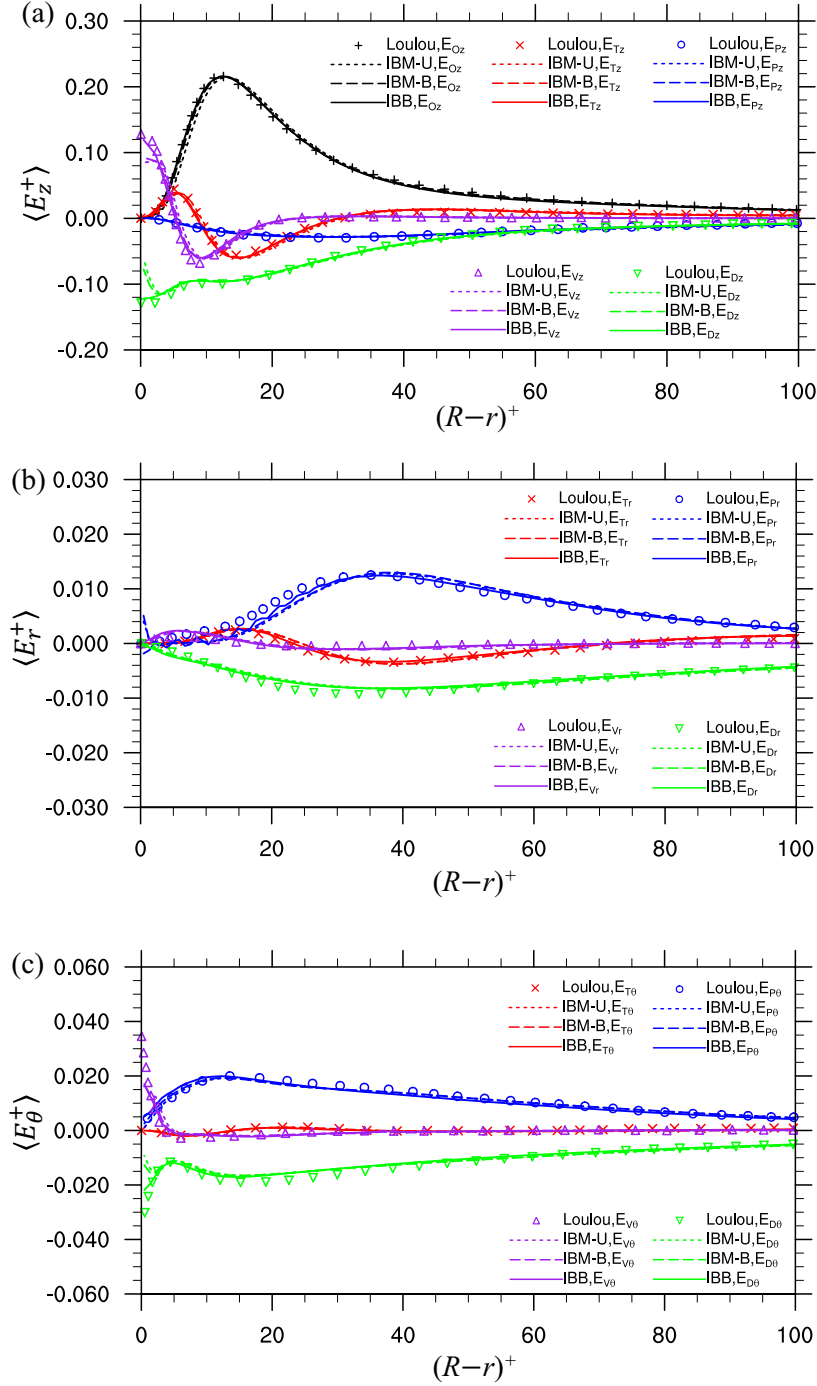 (a)
0.30
0.20
0.10
0.00
-0.10
-0.20
⟨E_z^+⟩
Loulou,E_Oz
IBM-U,E_Oz
IBM-B,E_Oz
IBB,E_Oz
Loulou,E_Tz
IBM-U,E_Tz
IBM-B,E_Tz
IBB,E_Tz
Loulou,E_Pz
IBM-U,E_Pz
IBM-B,E_Pz
IBB,E_Pz
Loulou,E_Vz
IBM-U,E_Vz
IBM-B,E_Vz
IBB,E_Vz
Loulou,E_Dz
IBM-U,E_Dz
IBM-B,E_Dz
IBB,E_Dz
0 20 40 60 80 100
(R−r)^+
(b)
0.030
0.020
0.010
0.000
-0.010
-0.020
-0.030
⟨E_r^+⟩
Loulou,E_Tr
IBM-U,E_Tr
IBM-B,E_Tr
IBB,E_Tr
Loulou,E_Pr
IBM-U,E_Pr
IBM-B,E_Pr
IBB,E_Pr
Loulou,E_Vr
IBM-U,E_Vr
IBM-B,E_Vr
IBB,E_Vr
Loulou,E_Dr
IBM-U,E_Dr
IBM-B,E_Dr
IBB,E_Dr
0 20 40 60 80 100
(R−r)^+
(c)
0.060
0.040
0.020
0.000
-0.020
-0.040
-0.060
⟨E_θ^+⟩
Loulou,E_Tθ
IBM-U,E_Tθ
IBM-B,E_Tθ
IBB,E_Tθ
Loulou,E_Pθ
IBM-U,E_Pθ
IBM-B,E_Pθ
IBB,E_Pθ
Loulou,E_Vθ
IBM-U,E_Vθ
IBM-B,E_Vθ
IBB,E_Vθ
Loulou,E_Dθ
IBM-U,E_Dθ
IBM-B,E_Dθ
IBB,E_Dθ
0 20 40 60 80 100
(R−r)^+